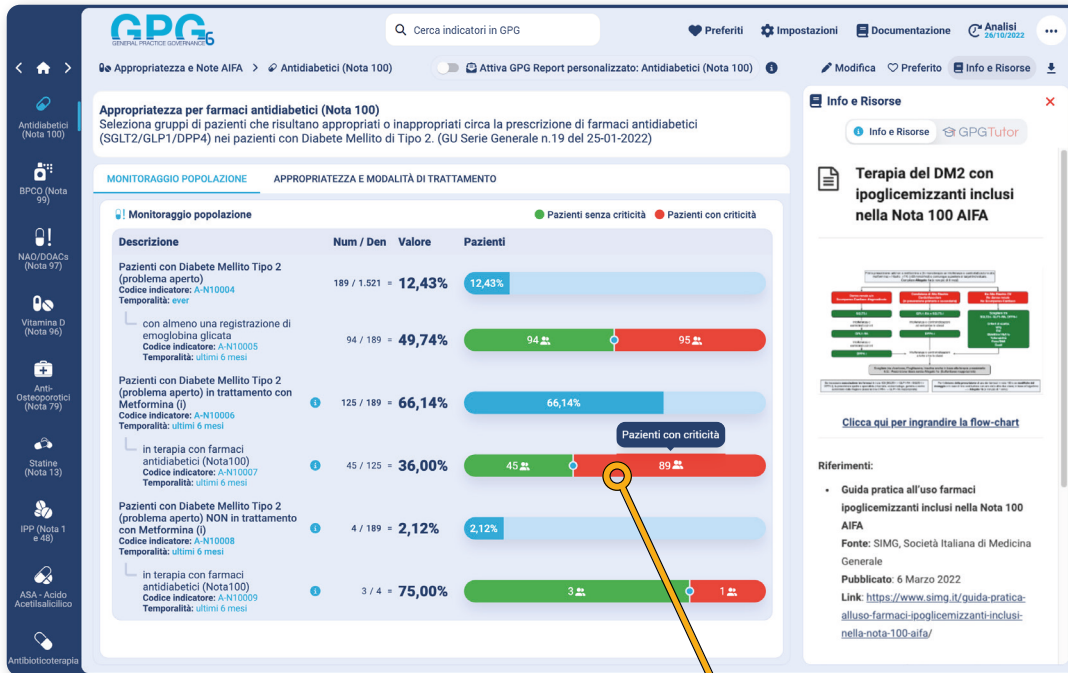 GPG6
GENERAL PRACTICE GOVERNANCE
Cerca indicatori in GPG
Preferiti
Impostazioni
Documentazione
Analisi
26/10/2022
Appropriatezza e Note AIFA > Antidiabetici (Nota 100)
Attiva GPG Report personalizzato: Antidiabetici (Nota 100)
Modifica
Preferito
Info e Risorse
Antidiabetici
(Nota 100)
BPCO (Nota
99)
NAO/DOACs
(Nota 97)
Vitamina D
(Nota 96)
Anti-
Osteoporotici
(Nota 79)
Statine
(Nota 13)
IPP (Nota 1
e 48)
ASA - Acido
Acetilsalicilico
Antibioticoterapia
Appropriatezza per farmaci antidiabetici (Nota 100)
Seleziona gruppi di pazienti che risultano appropriati o inappropriati circa la prescrizione di farmaci antidiabetici
(SGLT2/GLP1/DPP4) nei pazienti con Diabete Mellito di Tipo 2. (GU Serie Generale n.19 del 25-01-2022)
MONITORAGGIO POPOLAZIONE
APPROPRIATEZZA E MODALITÀ DI TRATTAMENTO
Monitoraggio popolazione
Pazienti senza criticità
Pazienti con criticità
Descrizione Num / Den Valore Pazienti
Pazienti con Diabete Mellito Tipo 2
(problema aperto)
Codice indicatore: A-N10004
Temporalità: ever
189 / 1.521 = 12,43%
12,43%
con almeno una registrazione di
emoglobina glicata
Codice indicatore: A-N10005
Temporalità: ultimi 6 mesi
94 / 189 = 49,74%
94
95
Pazienti con Diabete Mellito Tipo 2
(problema aperto) in trattamento con
Metformina (i)
Codice indicatore: A-N10006
Temporalità: ultimi 6 mesi
125 / 189 = 66,14%
66,14%
Pazienti con criticità
in terapia con farmaci
antidiabetici (Nota100)
Codice indicatore: A-N10007
Temporalità: ultimi 6 mesi
45 / 125 = 36,00%
45
89
Pazienti con Diabete Mellito Tipo 2
(problema aperto) NON in trattamento
con Metformina (i)
Codice indicatore: A-N10008
Temporalità: ultimi 6 mesi
4 / 189 = 2,12%
2,12%
in terapia con farmaci
antidiabetici (Nota100)
Codice indicatore: A-N10009
Temporalità: ultimi 6 mesi
3 / 4 = 75,00%
3
1
Info e Risorse
Info e Risorse
GPGTutor
Terapia del DM2 con
ipoglicemizzanti inclusi
nella Nota 100 AIFA
Clicca qui per ingrandire la flow-chart
Riferimenti:
• Guida pratica all'uso farmaci
ipoglicemizzanti inclusi nella Nota 100
AIFA
Fonte: SIMG, Società Italiana di Medicina
Generale
Pubblicato: 6 Marzo 2022
Link: https://www.simg.it/guida-pratica-
alluso-farmaci-ipoglicemizzanti-inclusi-
nella-nota-100-aifa/